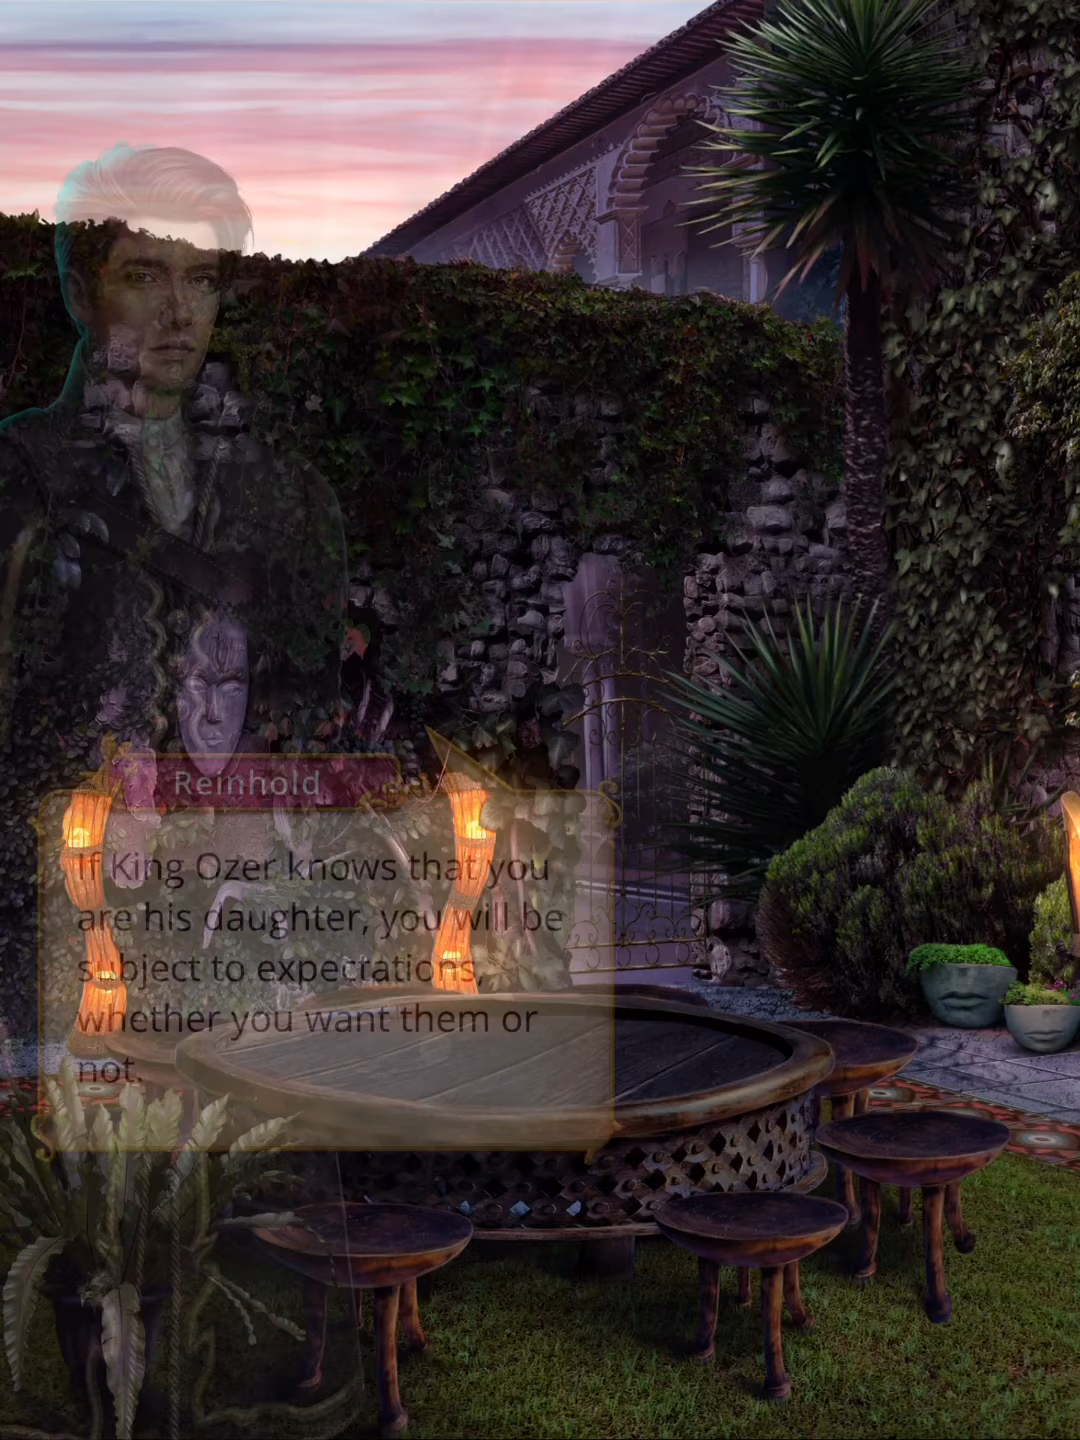 Reinhold
If King Ozer knows that you
are his daughter, you will be
subject to expectations,
whether you want them or
not.